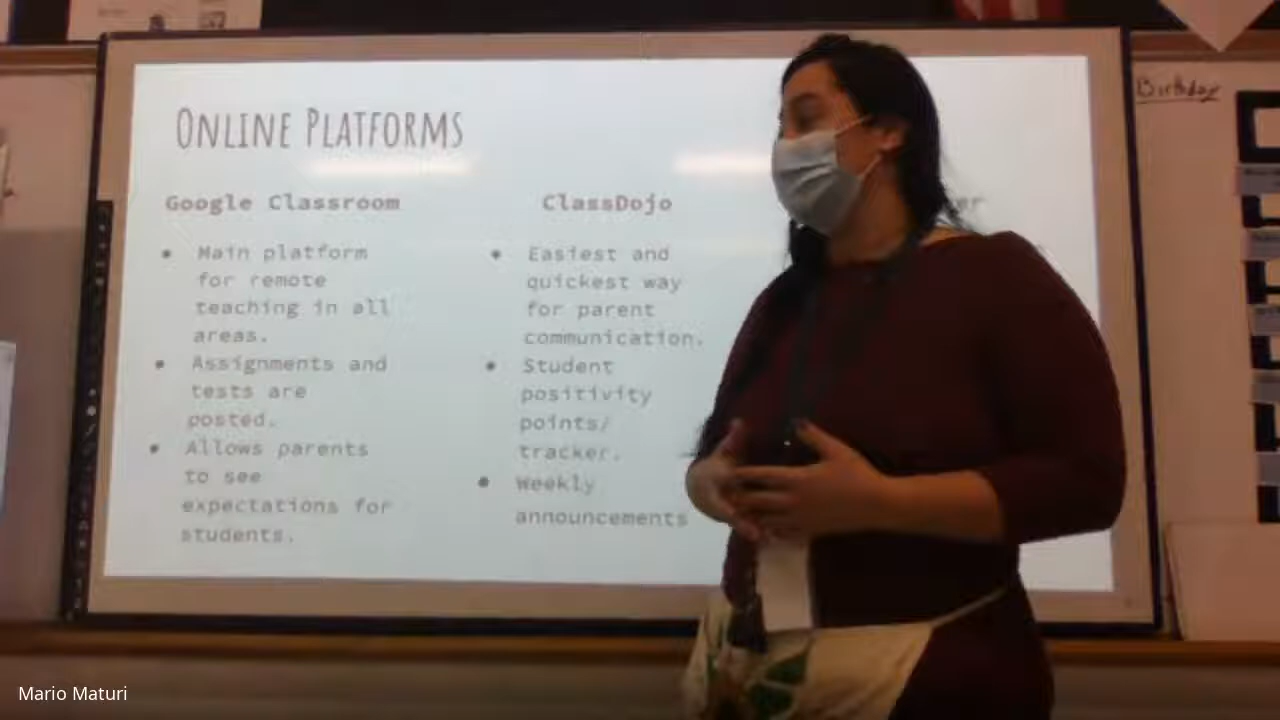 Birthday
ONLINE PLATFORMS
Google Classroom
● Main platform
for remote
teaching in all
areas.
● Assignments and
tests are
posted.
● Allows parents
to see
expectations for
students.
ClassDojo
● Easiest and
quickest way
for parent
communication.
● Student
positivity
points/
tracker.
● Weekly
announcements
Mario Maturi